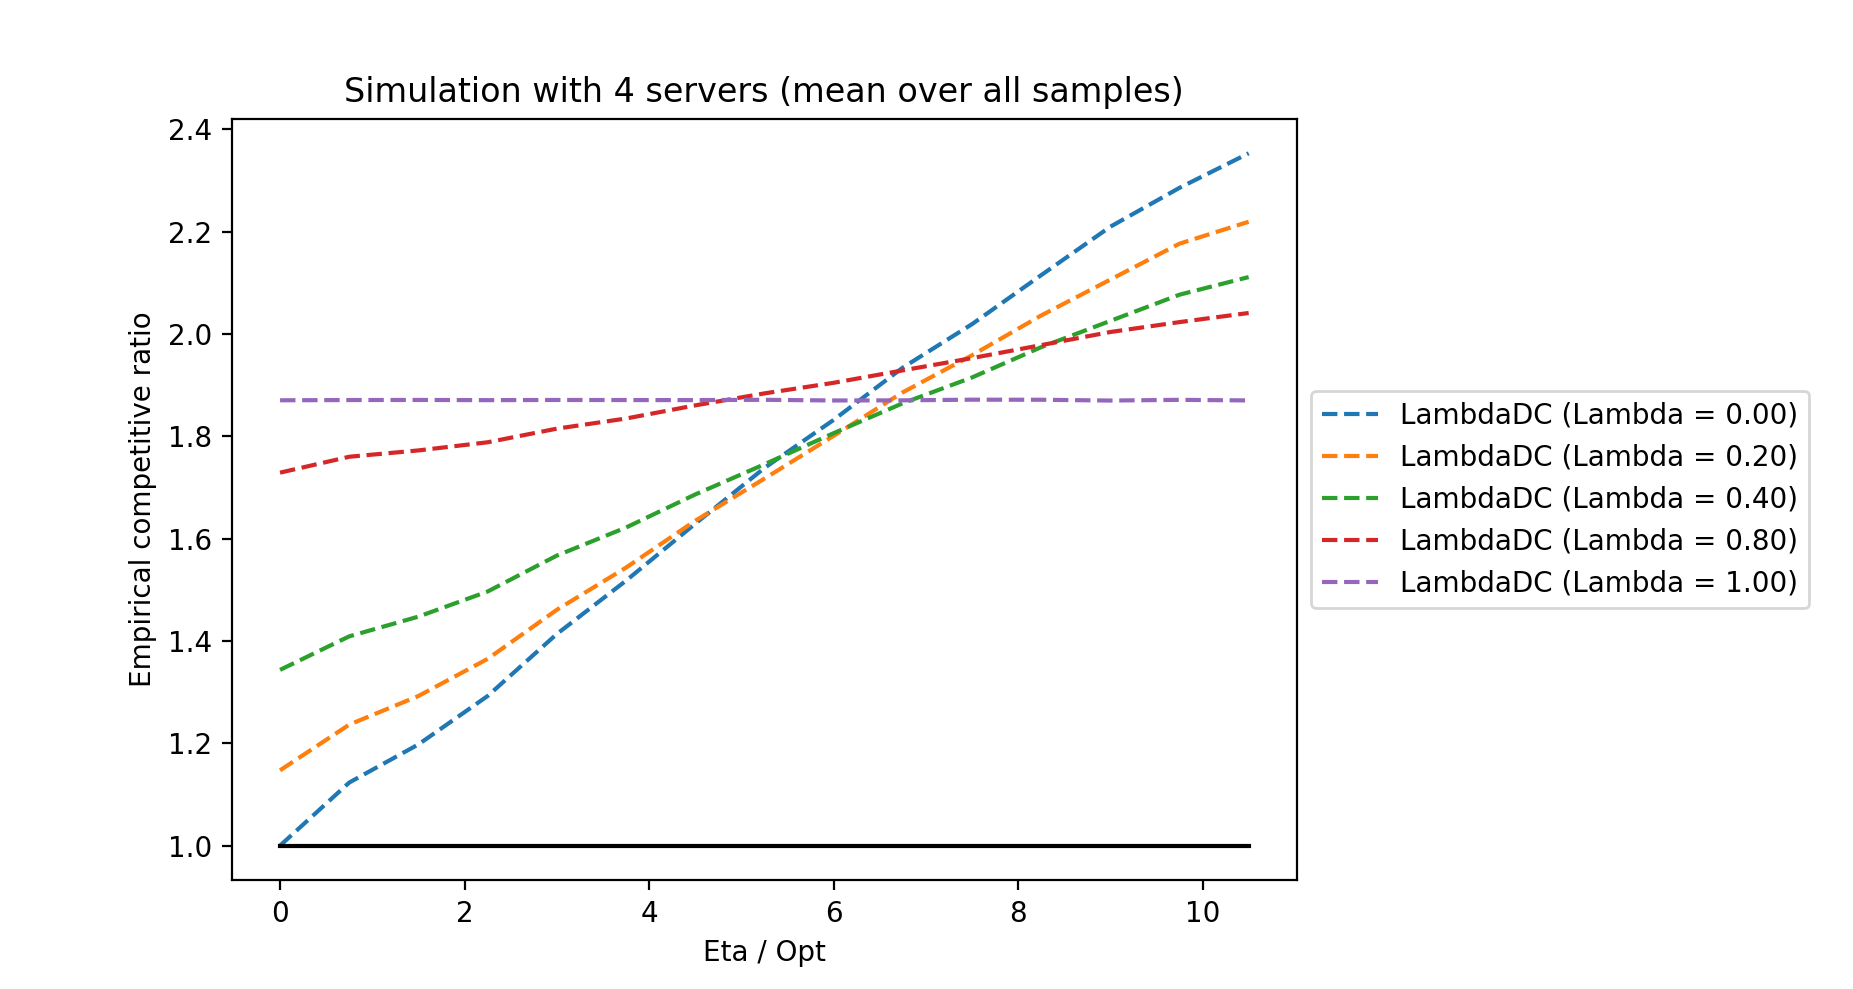 Simulation with 4 servers (mean over all samples)
2.4
2.2
2.0
1.8
1.6
1.4
1.2
1.0
Empirical competitive ratio
0 2 4 6 8 10
Eta / Opt
LambdaDC (Lambda = 0.00)
LambdaDC (Lambda = 0.20)
LambdaDC (Lambda = 0.40)
LambdaDC (Lambda = 0.80)
LambdaDC (Lambda = 1.00)